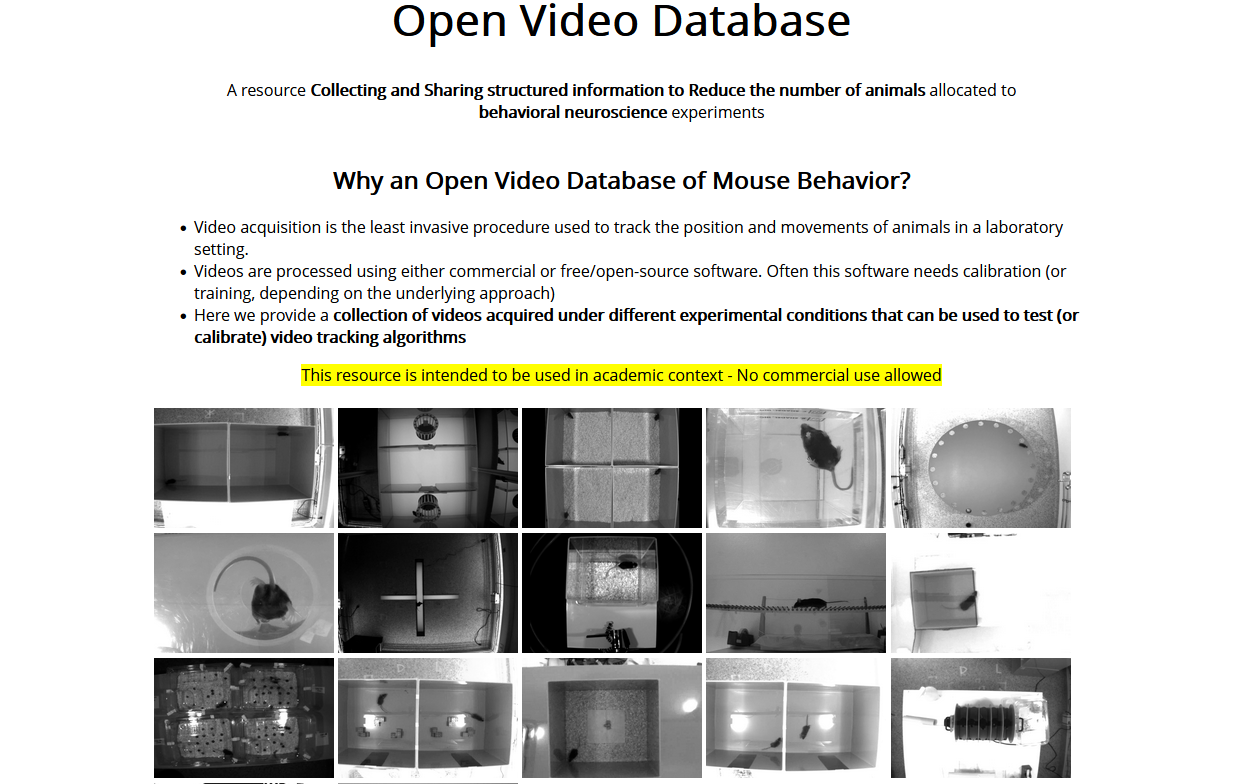 Open Video Database
A resource Collecting and Sharing structured information to Reduce the number of animals allocated to
behavioral neuroscience experiments
Why an Open Video Database of Mouse Behavior?
• Video acquisition is the least invasive procedure used to track the position and movements of animals in a laboratory
setting.
• Videos are processed using either commercial or free/open-source software. Often this software needs calibration (or
training, depending on the underlying approach)
• Here we provide a collection of videos acquired under different experimental conditions that can be used to test (or
calibrate) video tracking algorithms
This resource is intended to be used in academic context - No commercial use allowed